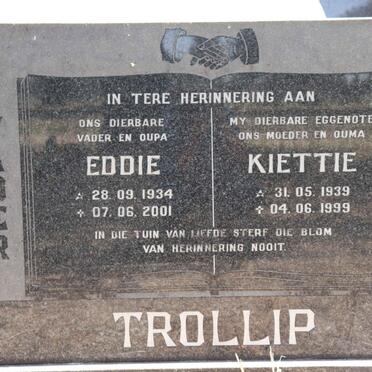 IN TERE HERINNERING AAN
ONS DIERBARE
VADER EN OUPA
EDDIE
☆ 28. 09. 1934
✝ 07. 06. 2001
MY DIERBARE EGGENOTE
ONS MOEDER EN OUMA
KIETTIE
☆ 31. 05. 1939
✝ 04. 06. 1999
IN DIE TUIN VAN LIEFDE STERF DIE BLOM
VAN HERINNERING NOOIT.
TROLLIP